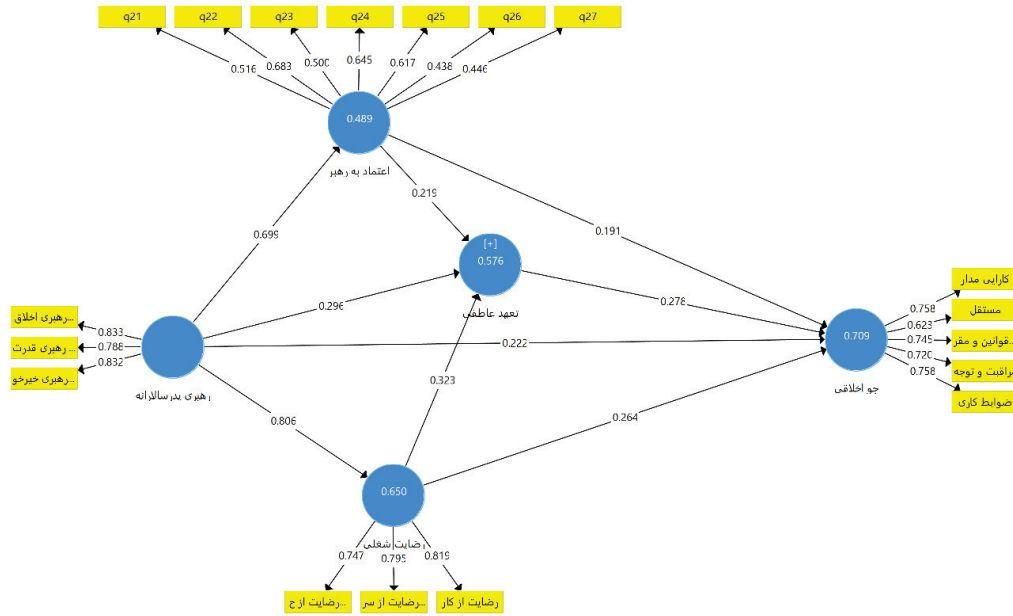 q21 q22 q23 q24 q25 q26 q27
0.516 0.683 0.500 0.645 0.617 0.438 0.446
0.489
اعتماد به رهبر
0.699 0.219 0.191
[+]
0.576
تعهد عاطفی
0.296 0.278
0.222
0.323
0.806 0.264
رهبری اخلاق...
رهبری قدرت ...
رهبری خیرخو...
0.833
0.788
0.832
رهبری پدرسالارانه
0.709
جو اخلاقی
0.758
0.623
0.745
0.720
0.758
کارایی مدار
مستقل
قوانین و مقر...
مراقبت و توجه
ضوابط کاری
0.650
رضایت شغلی
0.747 0.795 0.819
رضایت از ح... رضایت از سر... رضایت از کار